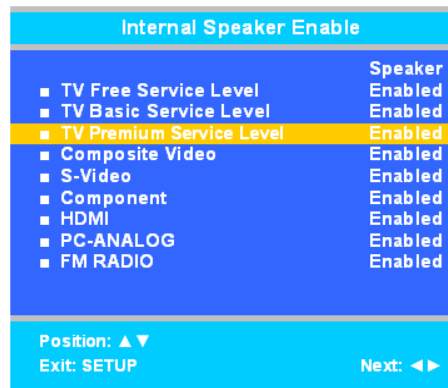 Internal Speaker Enable
Speaker
■ TV Free Service Level Enabled
■ TV Basic Service Level Enabled
■ TV Premium Service Level Enabled
■ Composite Video Enabled
■ S-Video Enabled
■ Component Enabled
■ HDMI Enabled
■ PC-ANALOG Enabled
■ FM RADIO Enabled
Position: ▲▼
Exit: SETUP Next: ◄►